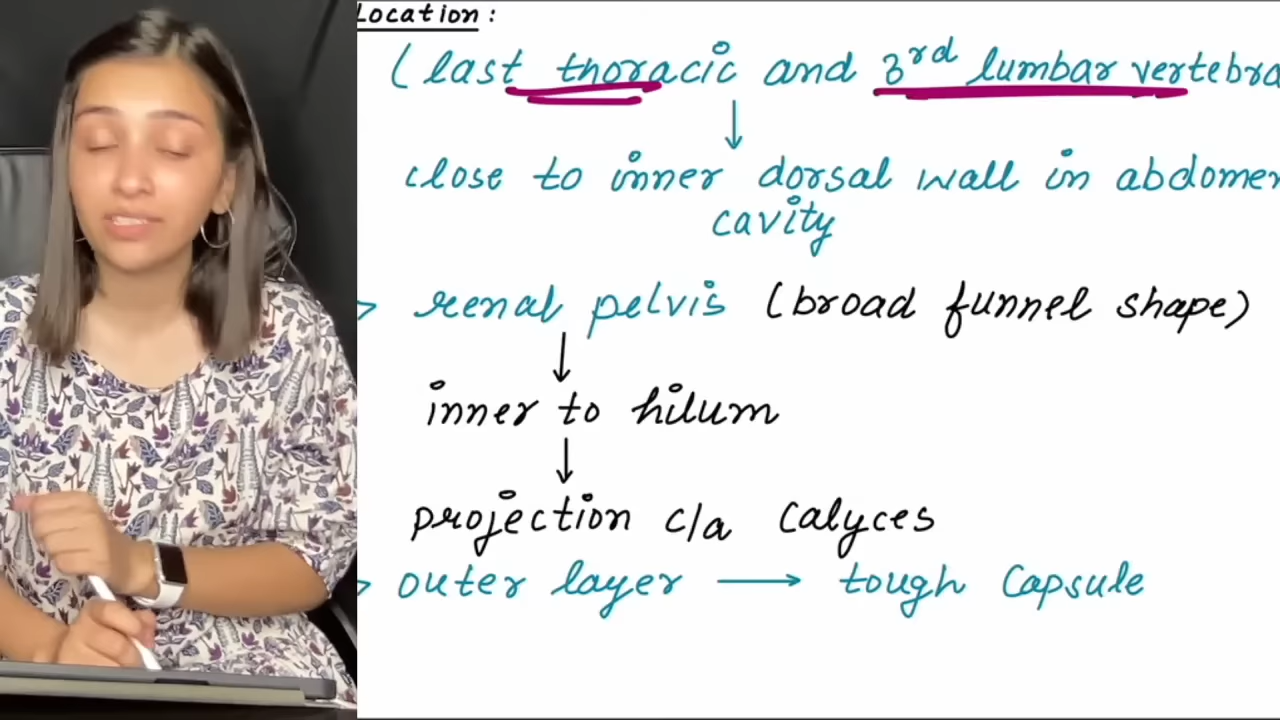 Location:
(last thoracic and 3rd lumbar vertebra
close to inner dorsal wall in abdomen
cavity
renal pelvis (broad funnel shape)
inner to hilum
projection c/a calyces
outer layer → tough capsule